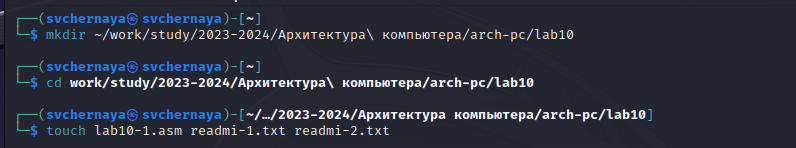 ┌──(svchernaya㉿ svchernaya)-[~]
└─$ mkdir ~/work/study/2023-2024/Архитектура\ компьютера/arch-pc/lab10
┌──(svchernaya㉿ svchernaya)-[~]
└─$ cd work/study/2023-2024/Архитектура\ компьютера/arch-pc/lab10
┌──(svchernaya㉿ svchernaya)-[~/…/2023-2024/Архитектура компьютера/arch-pc/lab10]
└─$ touch lab10-1.asm readmi-1.txt readmi-2.txt